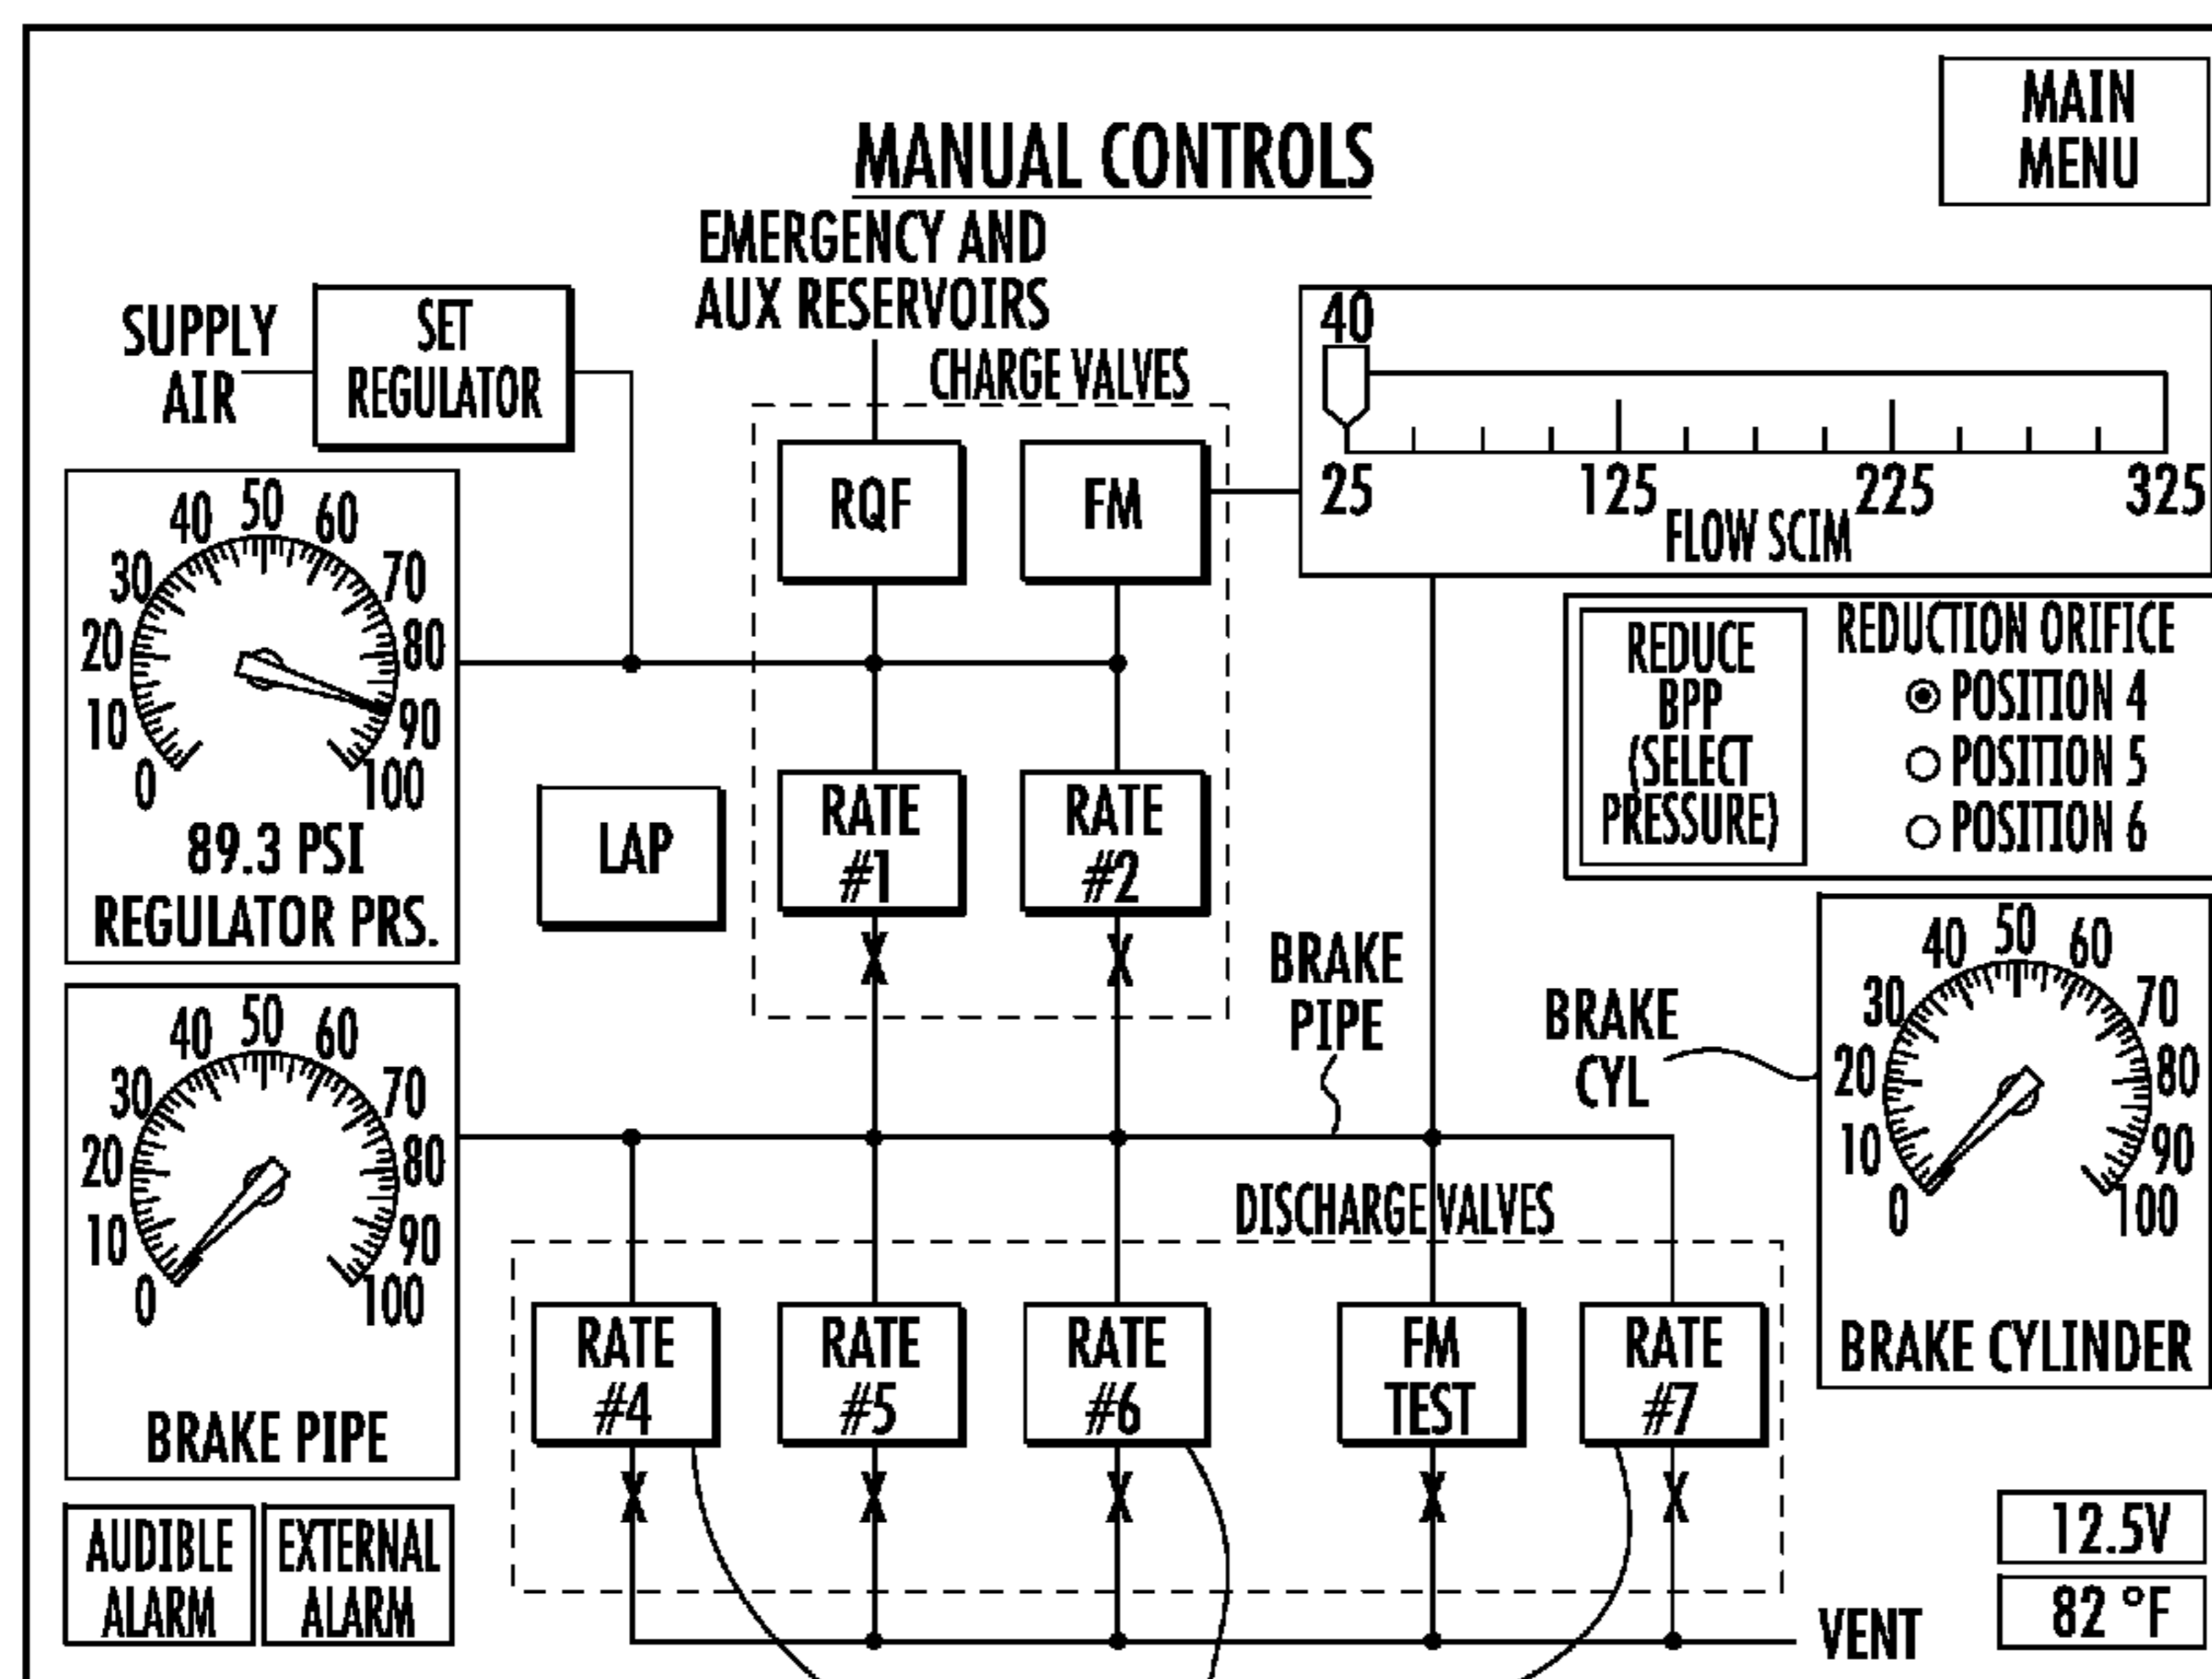 MAIN
MENU
MANUAL CONTROLS
EMERGENCY AND
AUX RESERVOIRS
SUPPLY
AIR
SET
REGULATOR
CHARGE VALVES
RQF
FM
40
25 125 225 325
FLOW SCIM
0 10 20 30 40 50 60 70 80 90 100
89.3 PSI
REGULATOR PRS.
LAP
RATE
#1
RATE
#2
REDUCE
BPP
(SELECT
PRESSURE)
REDUCTION ORIFICE
POSITION 4
POSITION 5
POSITION 6
BRAKE
PIPE
BRAKE
CYL
0 10 20 30 40 50 60 70 80 90 100
BRAKE CYLINDER
0 10 20 30 40 50 60 70 80 90 100
BRAKE PIPE
DISCHARGE VALVES
RATE
#4
RATE
#5
RATE
#6
FM
TEST
RATE
#7
AUDIBLE
ALARM
EXTERNAL
ALARM
VENT
12.5V
82 °F